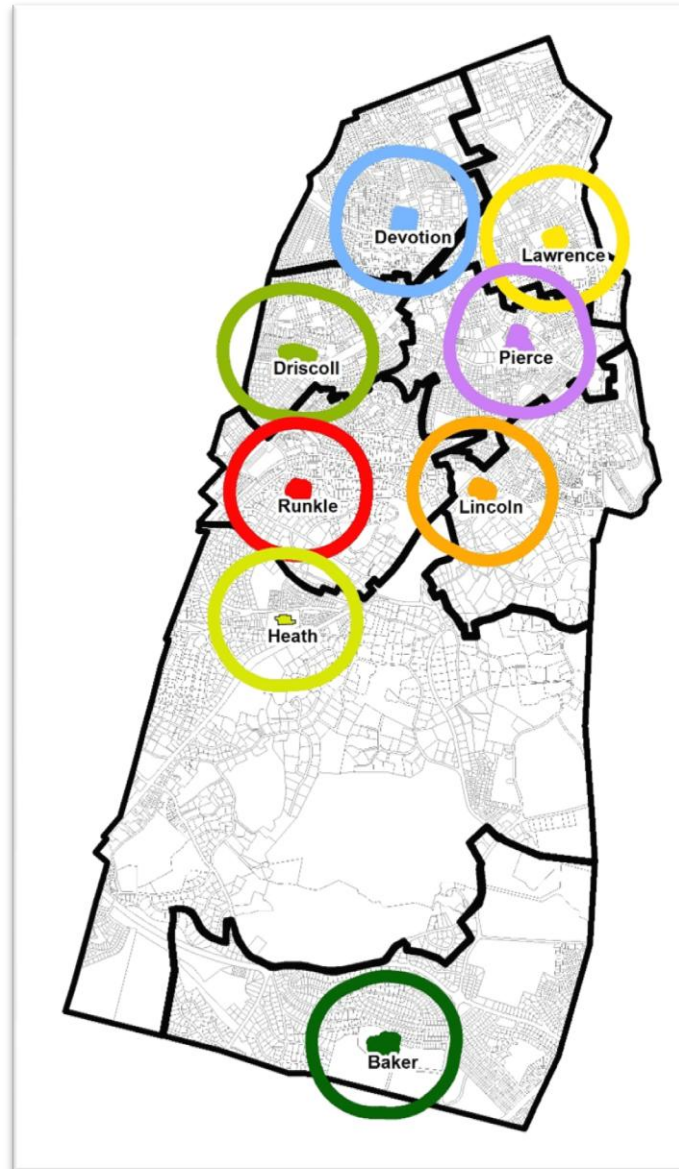 Devotion
Lawrence
Pierce
Driscoll
Runkle
Lincoln
Heath
Baker